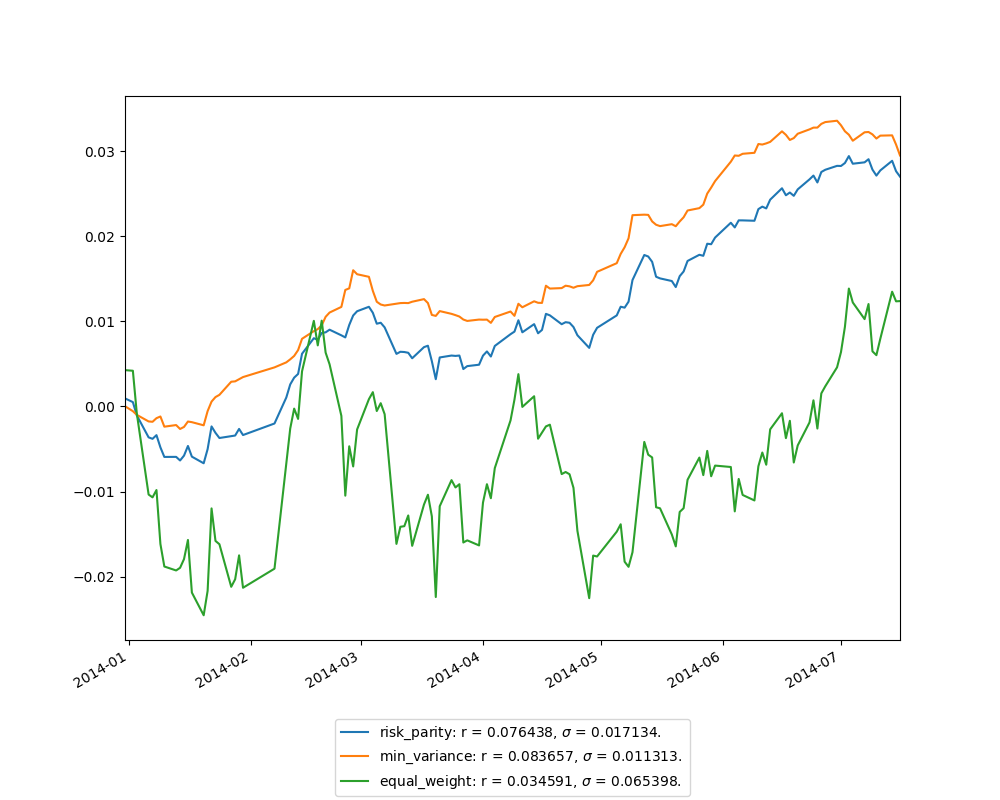 0.03
0.02
0.01
0.00
−0.01
−0.02
2014-01 2014-02 2014-03 2014-04 2014-05 2014-06 2014-07
risk_parity: r = 0.076438, σ = 0.017134.
min_variance: r = 0.083657, σ = 0.011313.
equal_weight: r = 0.034591, σ = 0.065398.